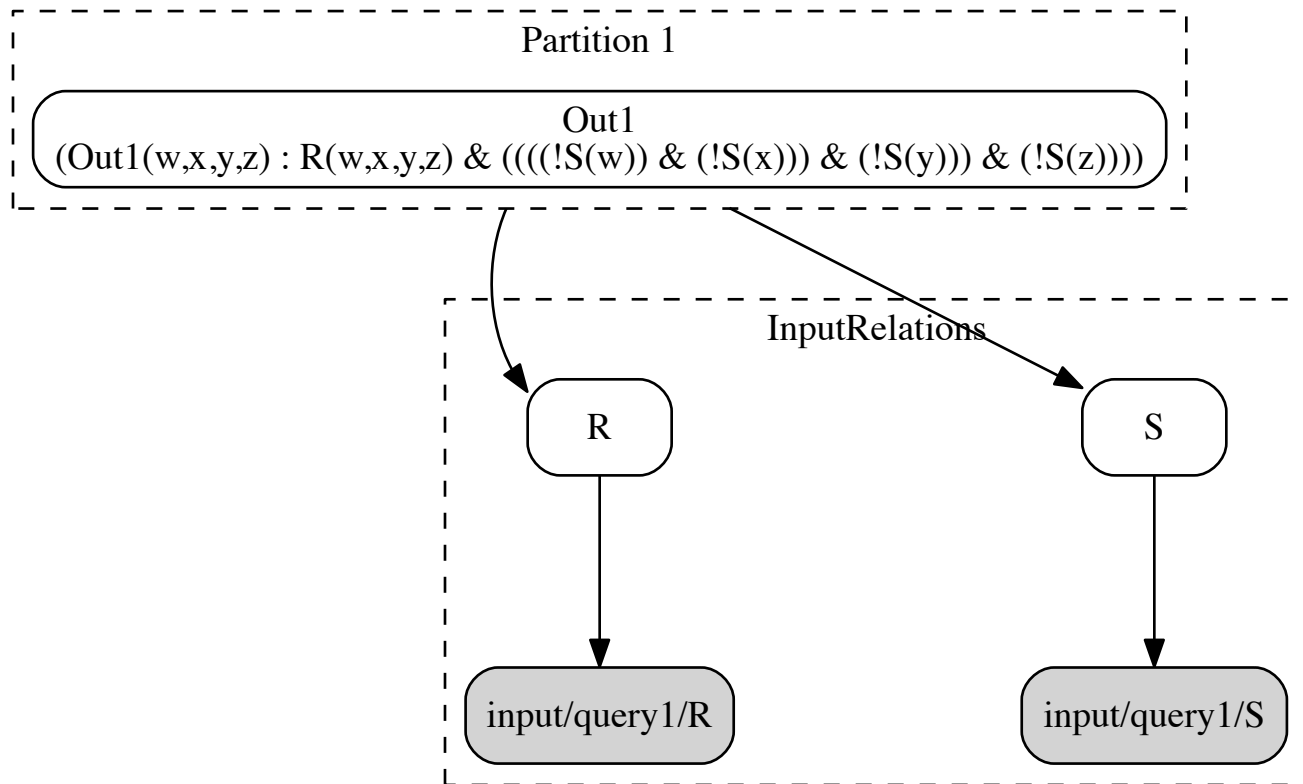 Partition 1
Out1
(Out1(w,x,y,z) : R(w,x,y,z) & ((((!S(w)) & (!S(x))) & (!S(y))) & (!S(z))))
InputRelations
R
S
input/query1/R
input/query1/S